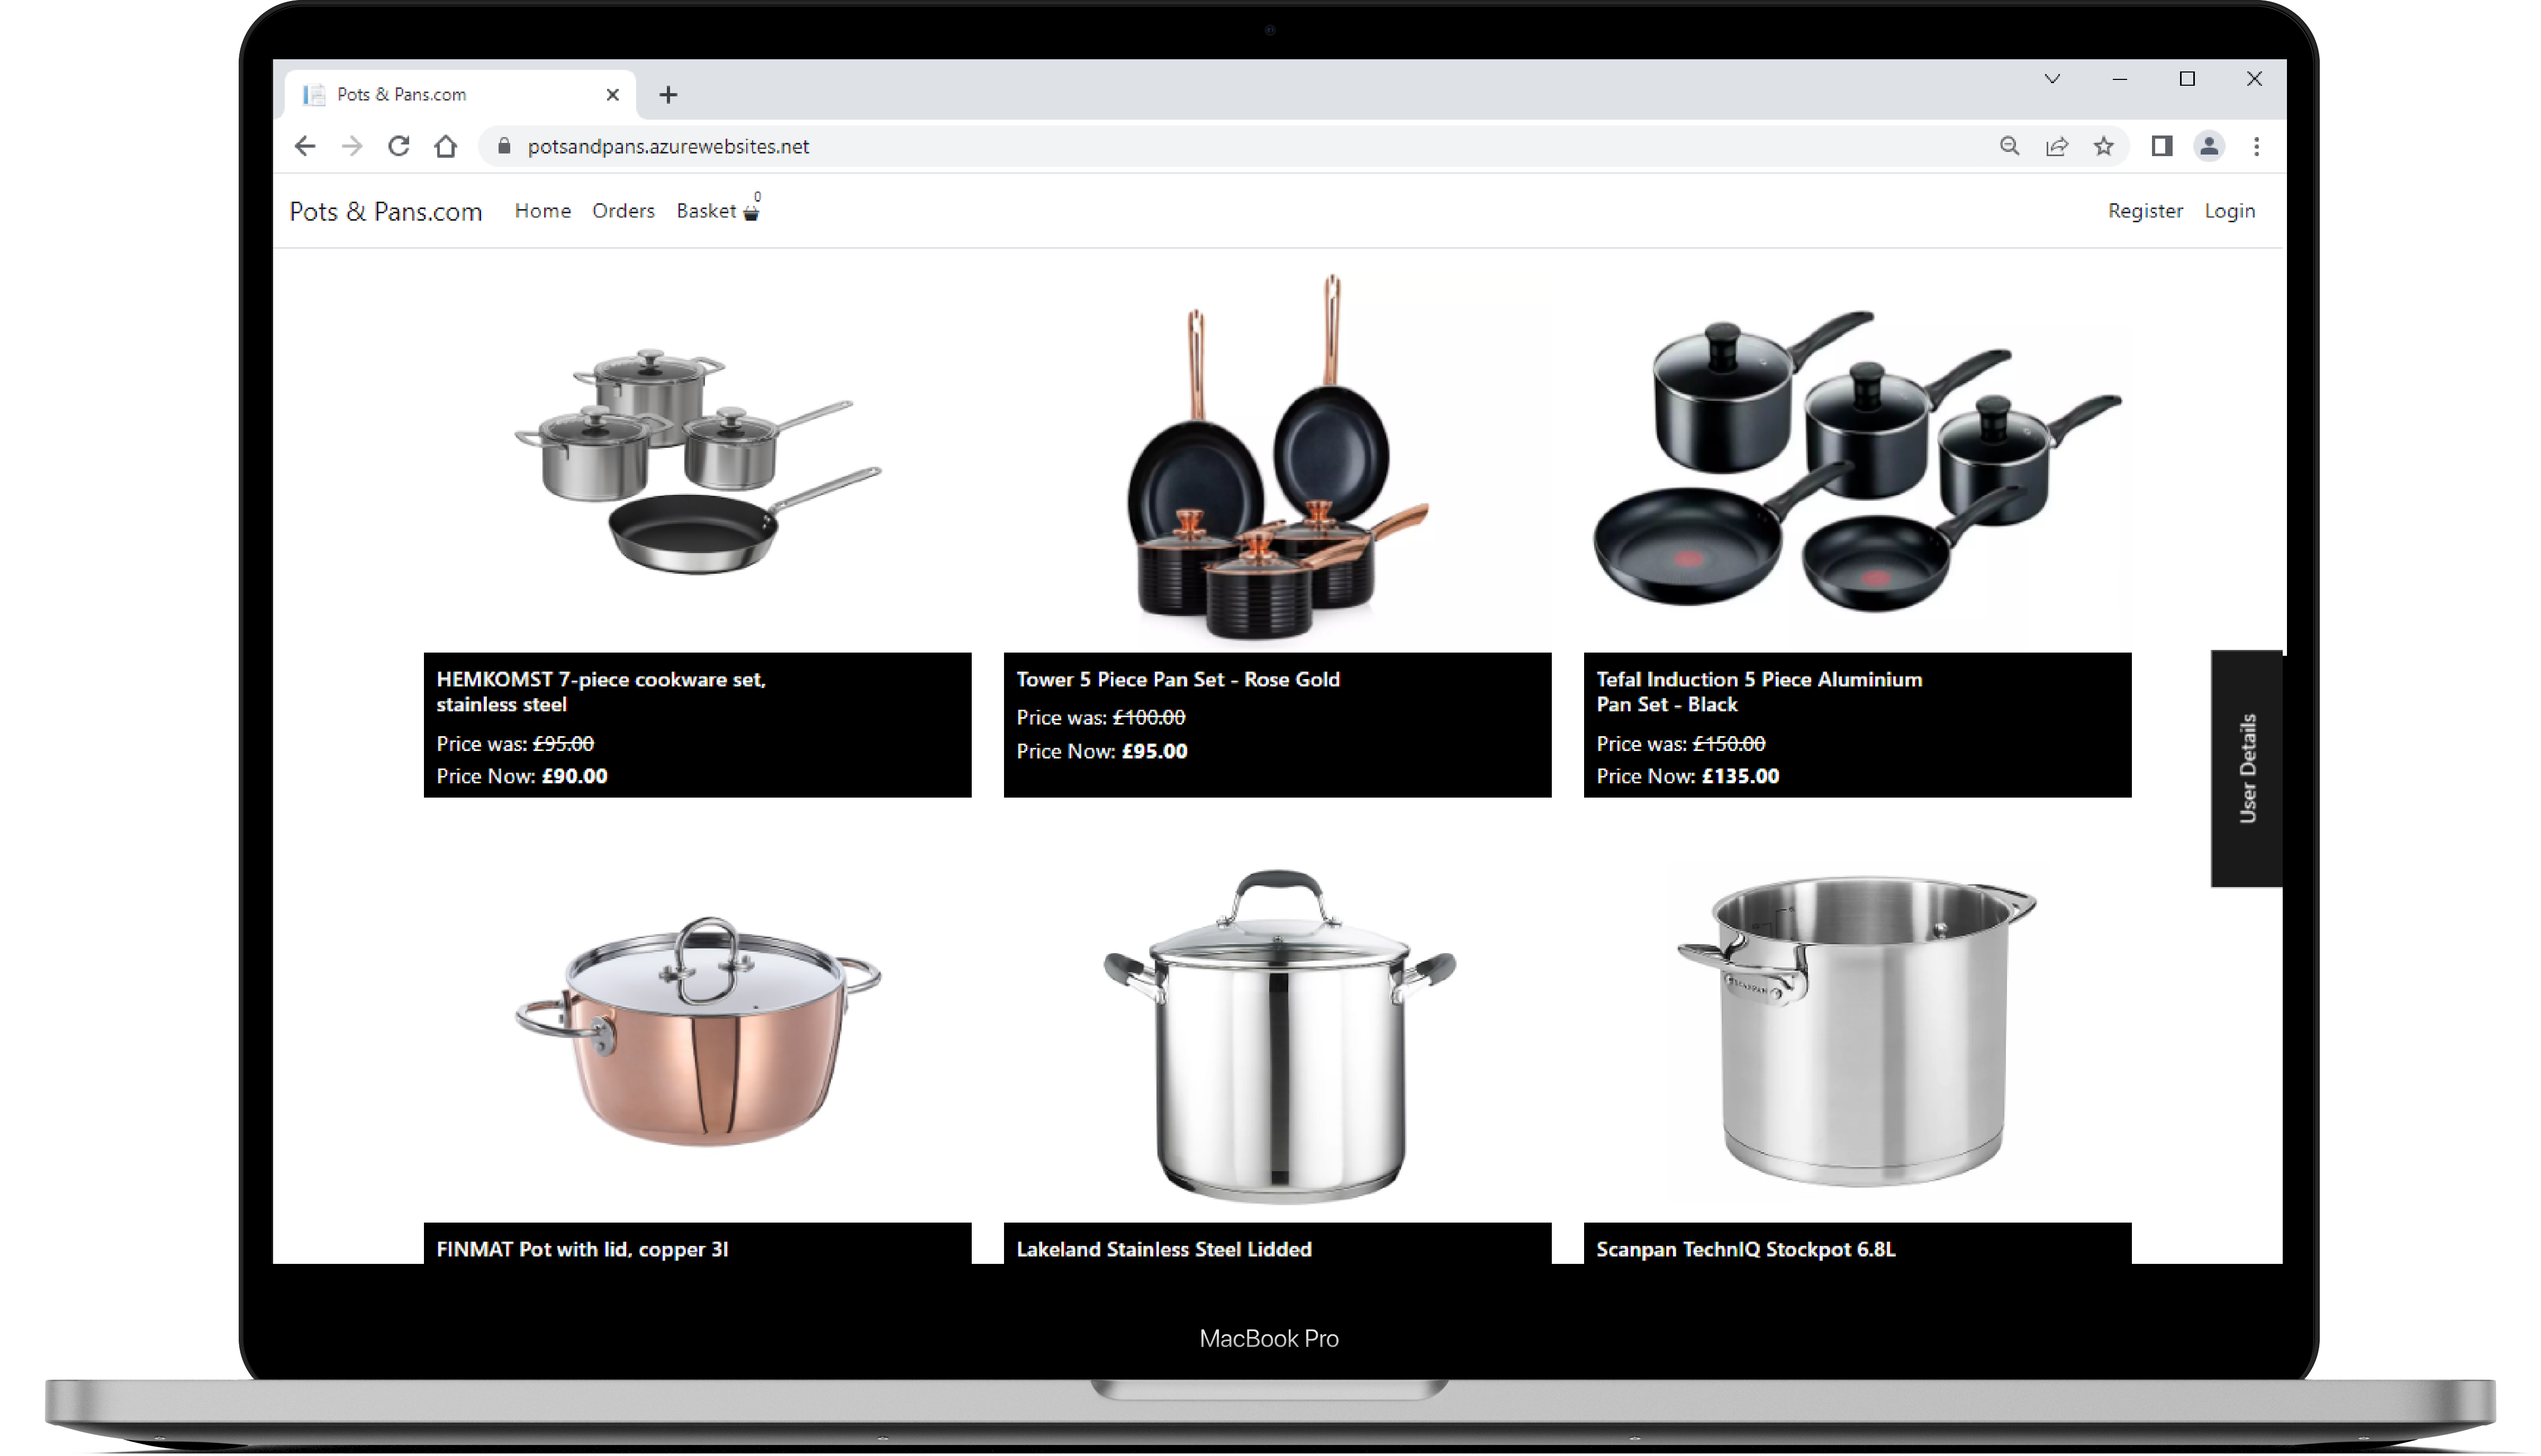 Pots & Pans.com
potsandpans.azurewebsites.net
Pots & Pans.com Home Orders Basket 0
Register Login
HEMKOMST 7-piece cookware set,
stainless steel
Price was: £95.00
Price Now: £90.00
Tower 5 Piece Pan Set - Rose Gold
Price was: £100.00
Price Now: £95.00
Tefal Induction 5 Piece Aluminium
Pan Set - Black
Price was: £150.00
Price Now: £135.00
User Details
SCANPAN
FINMAT Pot with lid, copper 3l
Lakeland Stainless Steel Lidded
Scanpan TechnIQ Stockpot 6.8L
MacBook Pro